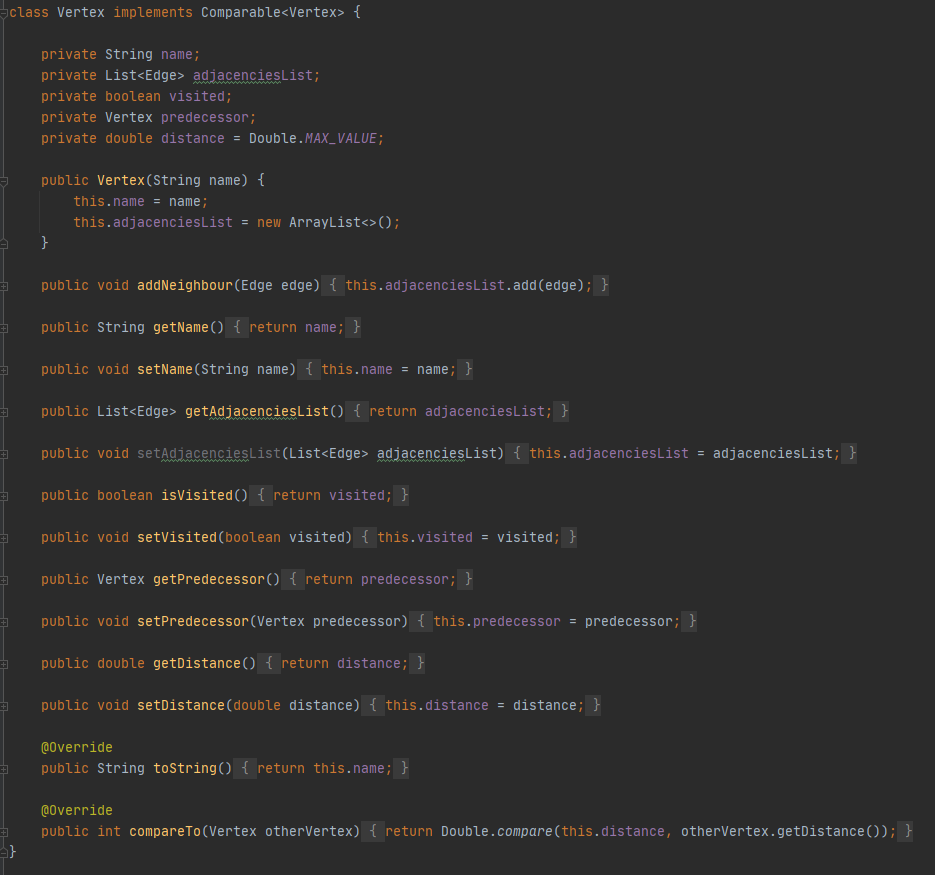 class Vertex implements Comparable<Vertex> {
private String name;
private List<Edge> adjacenciesList;
private boolean visited;
private Vertex predecessor;
private double distance = Double.MAX_VALUE;
public Vertex(String name) {
this.name = name;
this.adjacenciesList = new ArrayList<>();
}
public void addNeighbour(Edge edge) { this.adjacenciesList.add(edge); }
public String getName() { return name; }
public void setName(String name) { this.name = name; }
public List<Edge> getAdjacenciesList() { return adjacenciesList; }
public void setAdjacenciesList(List<Edge> adjacenciesList) { this.adjacenciesList = adjacenciesList; }
public boolean isVisited() { return visited; }
public void setVisited(boolean visited) { this.visited = visited; }
public Vertex getPredecessor() { return predecessor; }
public void setPredecessor(Vertex predecessor) { this.predecessor = predecessor; }
public double getDistance() { return distance; }
public void setDistance(double distance) { this.distance = distance; }
@Override
public String toString() { return this.name; }
@Override
public int compareTo(Vertex otherVertex) { return Double.compare(this.distance, otherVertex.getDistance()); }
}